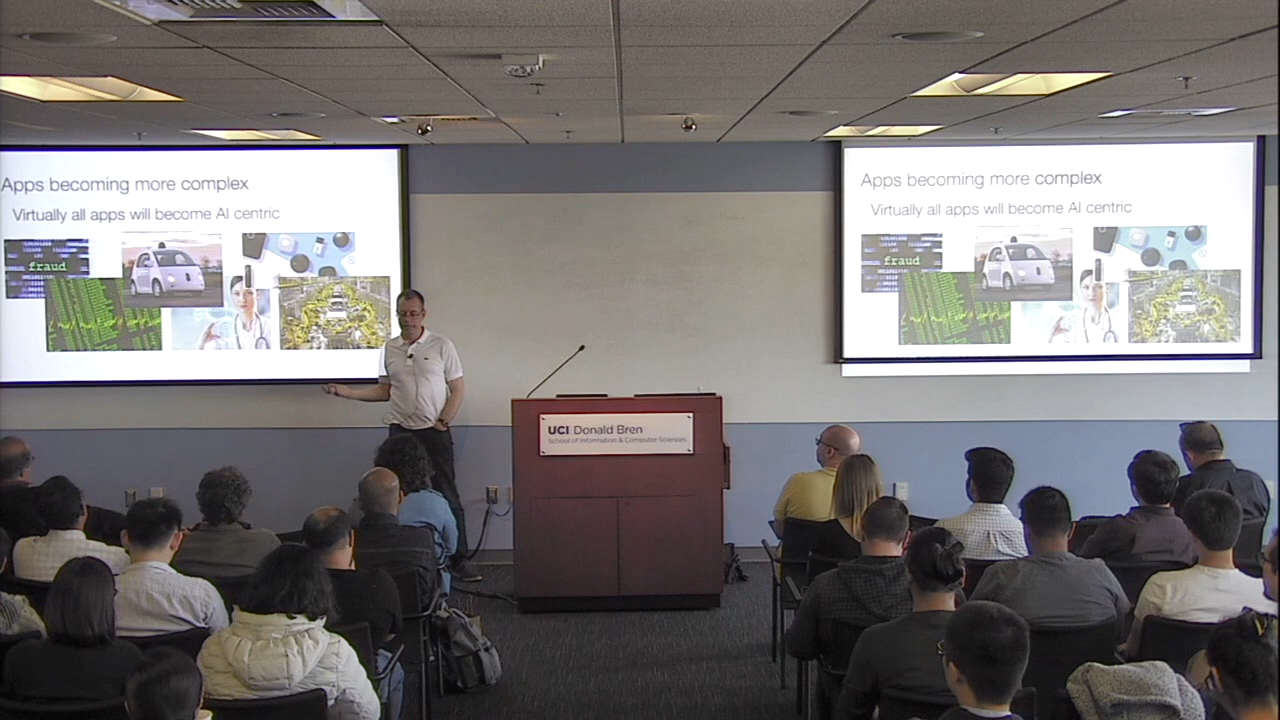 Apps becoming more complex
Virtually all apps will become AI centric
fraud
Apps becoming more complex
Virtually all apps will become AI centric
fraud
UCI Donald Bren
School of Information & Computer Sciences